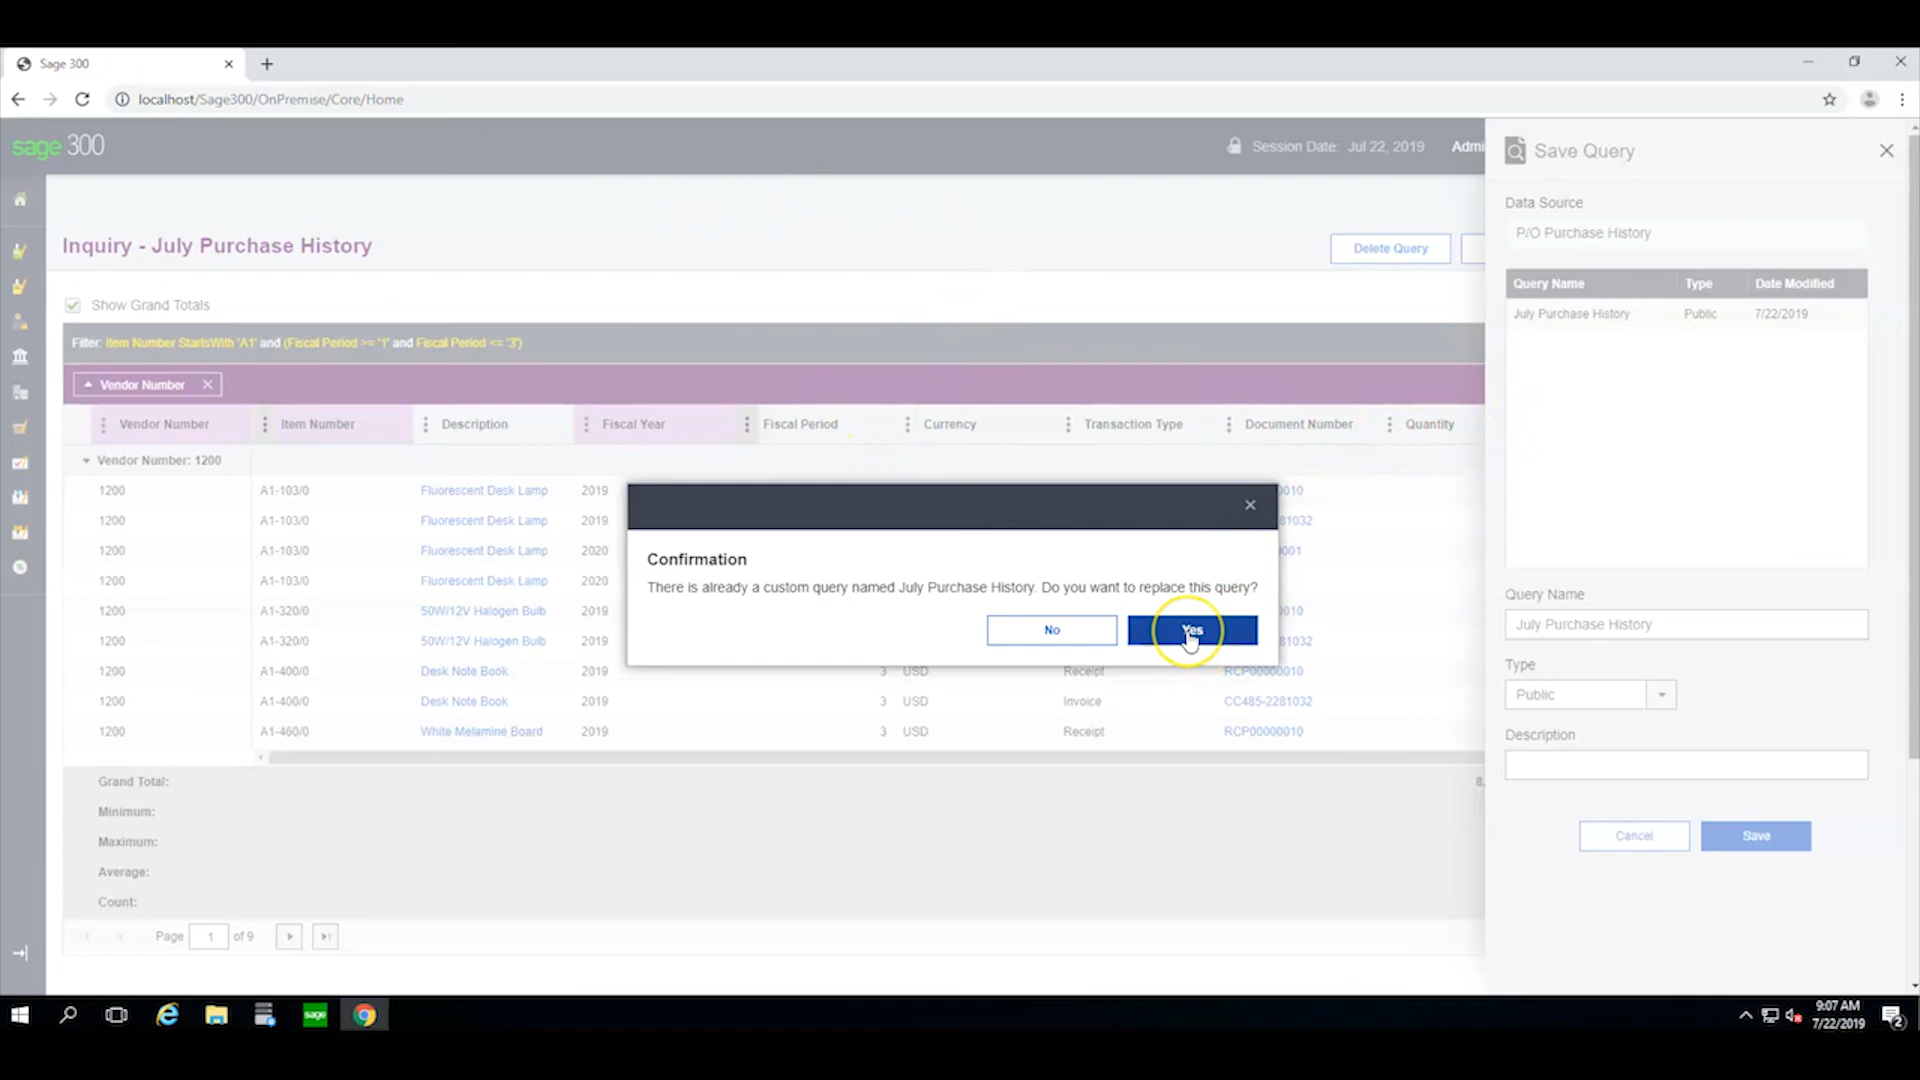 Sage 300
localhost/Sage300/OnPremise/Core/Home
sage 300
Session Date: Jul 22, 2019
Admi
Inquiry - July Purchase History
Delete Query
Show Grand Totals
Filter: Item Number StartsWith 'A1' and (Fiscal Period >= '1' and Fiscal Period <= '3')
Vendor Number
Vendor Number Item Number Description Fiscal Year Fiscal Period Currency Transaction Type Document Number Quantity
Vendor Number: 1200
1200 A1-103/0 Fluorescent Desk Lamp 2019 0010
1200 A1-103/0 Fluorescent Desk Lamp 2019 81032
1200 A1-103/0 Fluorescent Desk Lamp 2020 0001
1200 A1-103/0 Fluorescent Desk Lamp 2020
1200 A1-320/0 50W/12V Halogen Bulb 2019 0010
1200 A1-320/0 50W/12V Halogen Bulb 2019 81032
1200 A1-400/0 Desk Note Book 2019 3 USD Receipt RCP00000010
1200 A1-400/0 Desk Note Book 2019 3 USD Invoice CC485-2281032
1200 A1-460/0 White Melamine Board 2019 3 USD Receipt RCP00000010
Grand Total: 8,
Minimum:
Maximum:
Average:
Count:
Page 1 of 9
Confirmation
There is already a custom query named July Purchase History. Do you want to replace this query?
No
Yes
Save Query
Data Source
P/O Purchase History
Query Name Type Date Modified
July Purchase History Public 7/22/2019
Query Name
July Purchase History
Type
Public
Description
Cancel
Save
sage
9:07 AM
7/22/2019
2